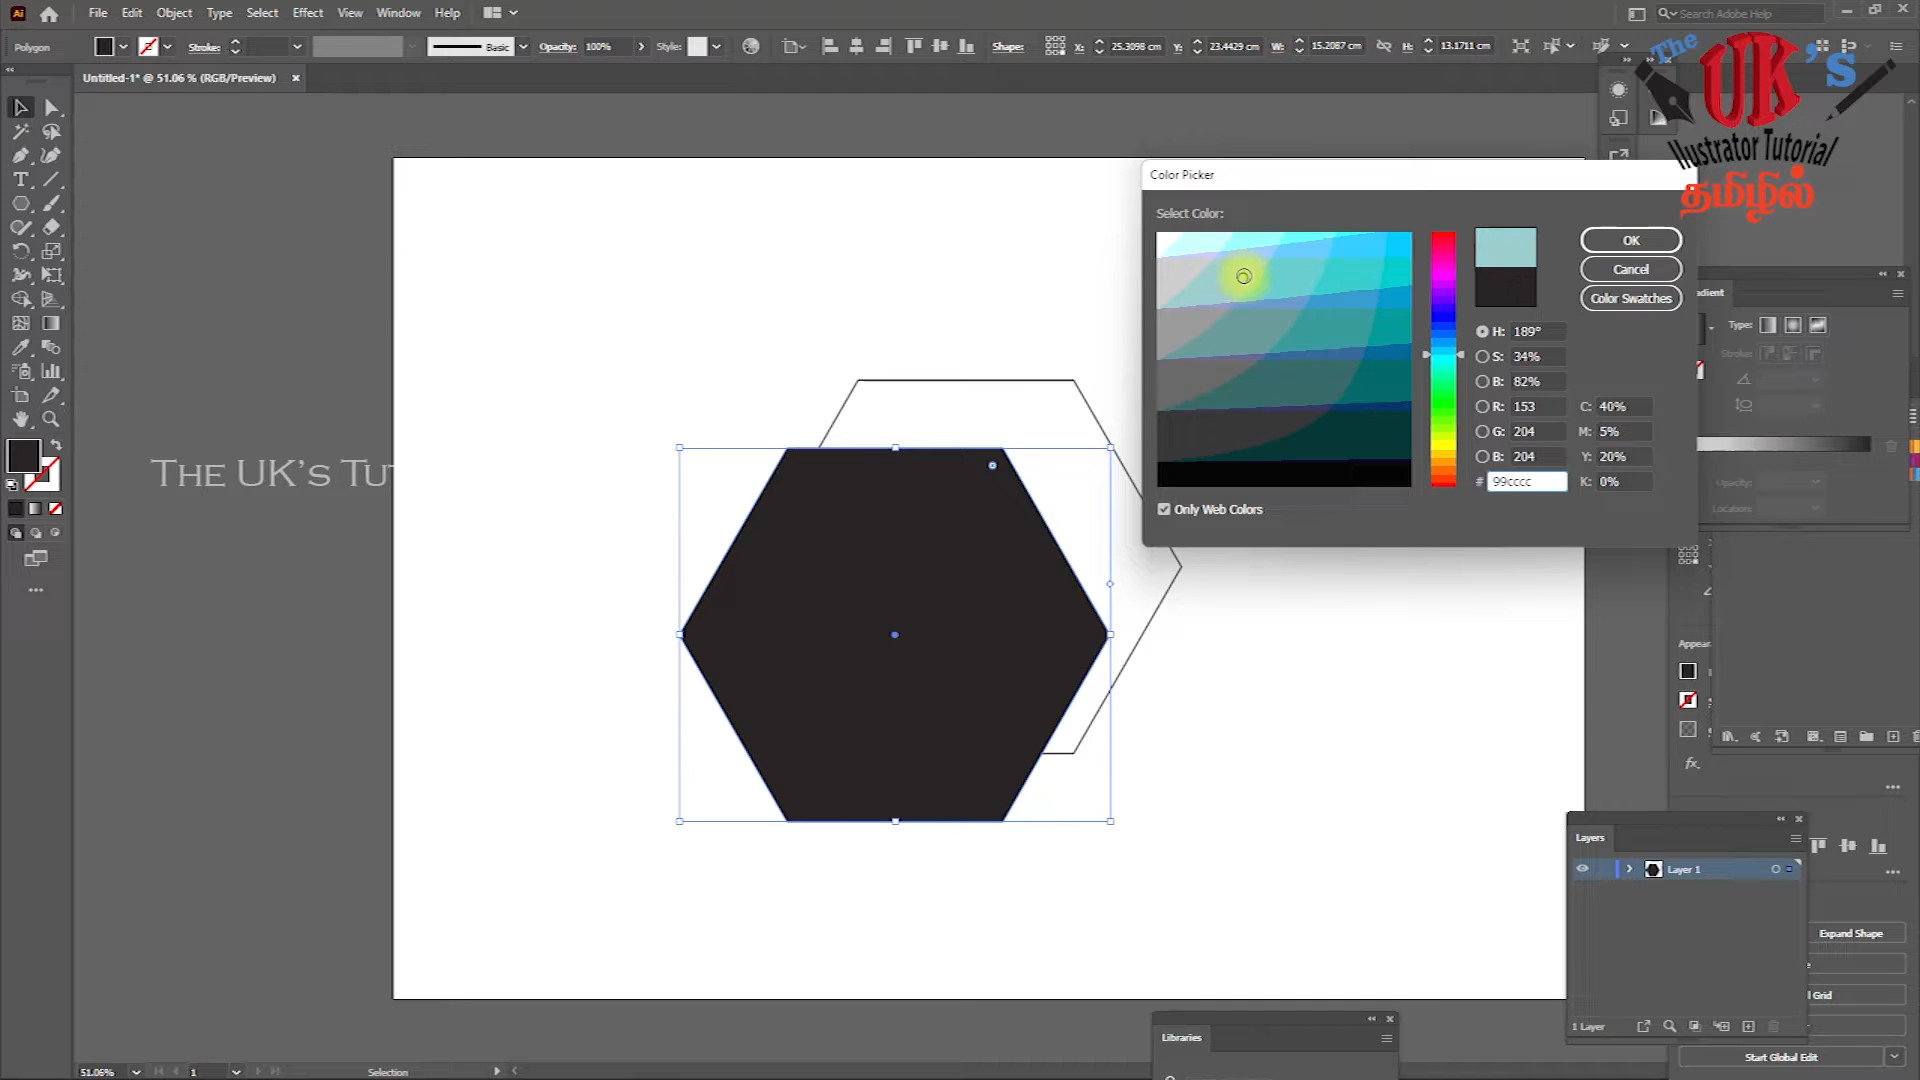 Ai File Edit Object Type Select Effect View Window Help Search Adobe Help
Polygon Stroke: Basic Opacity: 100% Style: Shape: X: 25.3098 cm Y: 23.4429 cm W: 15.2087 cm H: 13.1711 cm
Untitled-1* @ 51.06 % (RGB/Preview)
The UK's
Illustrator Tutorial
தமிழில்
Color Picker
Select Color:
OK
Cancel
Color Swatches
H: 189°
S: 34%
B: 82%
R: 153 C: 40%
G: 204 M: 5%
B: 204 Y: 20%
# 99cccc K: 0%
Only Web Colors
Type:
Stroke:
Opacity:
Location:
THE UK'S TU
Appear
fx
Layers
Layer 1
1 Layer
Expand Shape
Grid
Start Global Edit
Libraries
51.06% 1 Selection